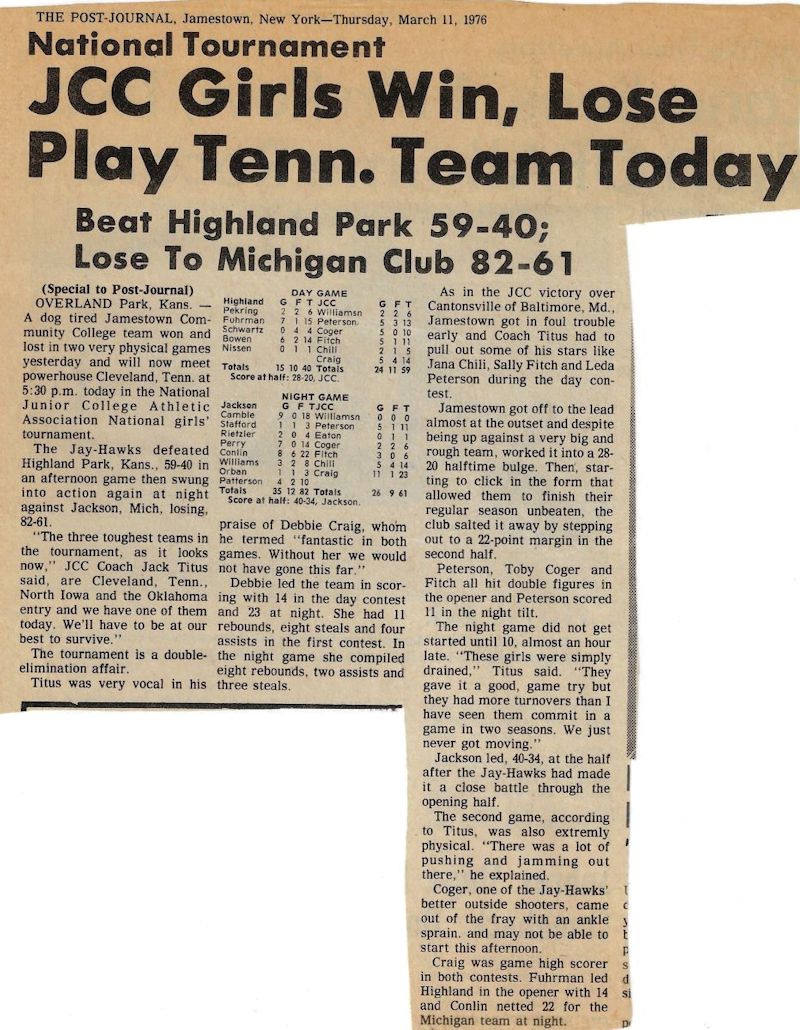 THE POST-JOURNAL, Jamestown, New York—Thursday, March 11, 1976
National Tournament
JCC Girls Win, Lose
Play Tenn. Team Today
Beat Highland Park 59-40;
Lose To Michigan Club 82-61
(Special to Post-Journal)
OVERLAND Park, Kans. —
A dog tired Jamestown Com-
munity College team won and
lost in two very physical games
yesterday and will now meet
powerhouse Cleveland, Tenn. at
5:30 p.m. today in the National
Junior College Athletic
Association National girls'
tournament.
The Jay-Hawks defeated
Highland Park, Kans., 59-40 in
an afternoon game then swung
into action again at night
against Jackson, Mich, losing,
82-61.
"The three toughest teams in
the tournament, as it looks
now," JCC Coach Jack Titus
said, are Cleveland, Tenn.,
North Iowa and the Oklahoma
entry and we have one of them
today. We'll have to be at our
best to survive."
The tournament is a double-
elimination affair.
Titus was very vocal in his
DAY GAME
Highland G F T JCC G F T
Pekring 2 2 6 Williamsn 2 2 6
Fuhrman 7 1 15 Peterson. 5 3 13
Schwartz 0 4 4 Coger 5 0 10
Bowen 6 2 14 Fitch 5 1 11
Nissen 0 1 1 Chili 2 1 5
Craig 5 4 14
Totals 15 10 40 Totals 24 11 59
Score at half: 28-20, JCC.
NIGHT GAME
Jackson G F T JCC G F T
Camble 9 0 18 Williamsn 0 0 0
Stafford 1 1 3 Peterson 5 1 11
Rietzler 2 0 4 Eaton 0 1 1
Perry 7 0 14 Coger 2 2 6
Conlin 8 6 22 Fitch 3 0 6
Williams 3 2 8 Chili 5 4 14
Orban 1 1 3 Craig 11 1 23
Patterson 4 2 10
Totals 35 12 82 Totals 26 9 61
Score at half: 40-34, Jackson.
praise of Debbie Craig, whom
he termed "fantastic in both
games. Without her we would
not have gone this far."
Debbie led the team in scor-
ing with 14 in the day contest
and 23 at night. She had 11
rebounds, eight steals and four
assists in the first contest. In
the night game she compiled
eight rebounds, two assists and
three steals.
As in the JCC victory over
Cantonsville of Baltimore, Md.,
Jamestown got in foul trouble
early and Coach Titus had to
pull out some of his stars like
Jana Chili, Sally Fitch and Leda
Peterson during the day con-
test.
Jamestown got off to the lead
almost at the outset and despite
being up against a very big and
rough team, worked it into a 28-
20 halftime bulge. Then, star-
ting to click in the form that
allowed them to finish their
regular season unbeaten, the
club salted it away by stepping
out to a 22-point margin in the
second half.
Peterson, Toby Coger and
Fitch all hit double figures in
the opener and Peterson scored
11 in the night tilt.
The night game did not get
started until 10, almost an hour
late. "These girls were simply
drained," Titus said. "They
gave it a good, game try but
they had more turnovers than I
have seen them commit in a
game in two seasons. We just
never got moving."
Jackson led, 40-34, at the half
after the Jay-Hawks had made
it a close battle through the
opening half.
The second game, according
to Titus, was also extremly
physical. "There was a lot of
pushing and jamming out
there," he explained.
Coger, one of the Jay-Hawks'
better outside shooters, came
out of the fray with an ankle
sprain. and may not be able to
start this afternoon.
Craig was game high scorer
in both contests. Fuhrman led
Highland in the opener with 14
and Conlin netted 22 for the
Michigan team at night.